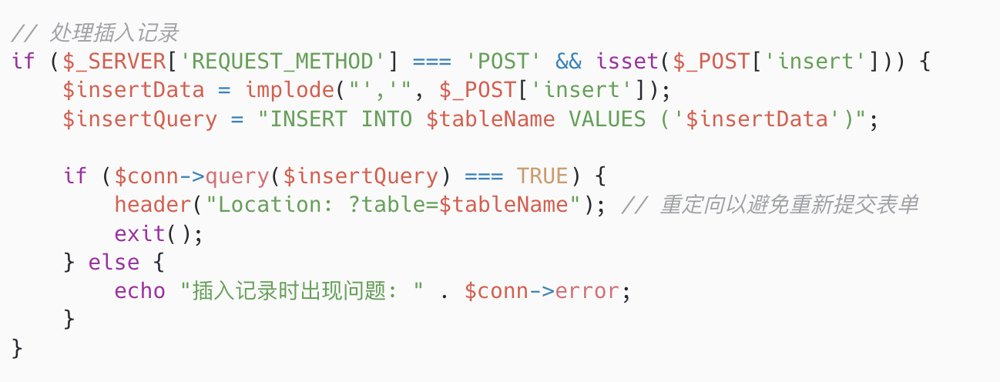 // 处理插入记录
if ($_SERVER['REQUEST_METHOD'] === 'POST' && isset($_POST['insert'])) {
    $insertData = implode("','", $_POST['insert']);
    $insertQuery = "INSERT INTO $tableName VALUES ('$insertData')";

    if ($conn->query($insertQuery) === TRUE) {
        header("Location: ?table=$tableName"); // 重定向以避免重新提交表单
        exit();
    } else {
        echo "插入记录时出现问题: " . $conn->error;
    }
}